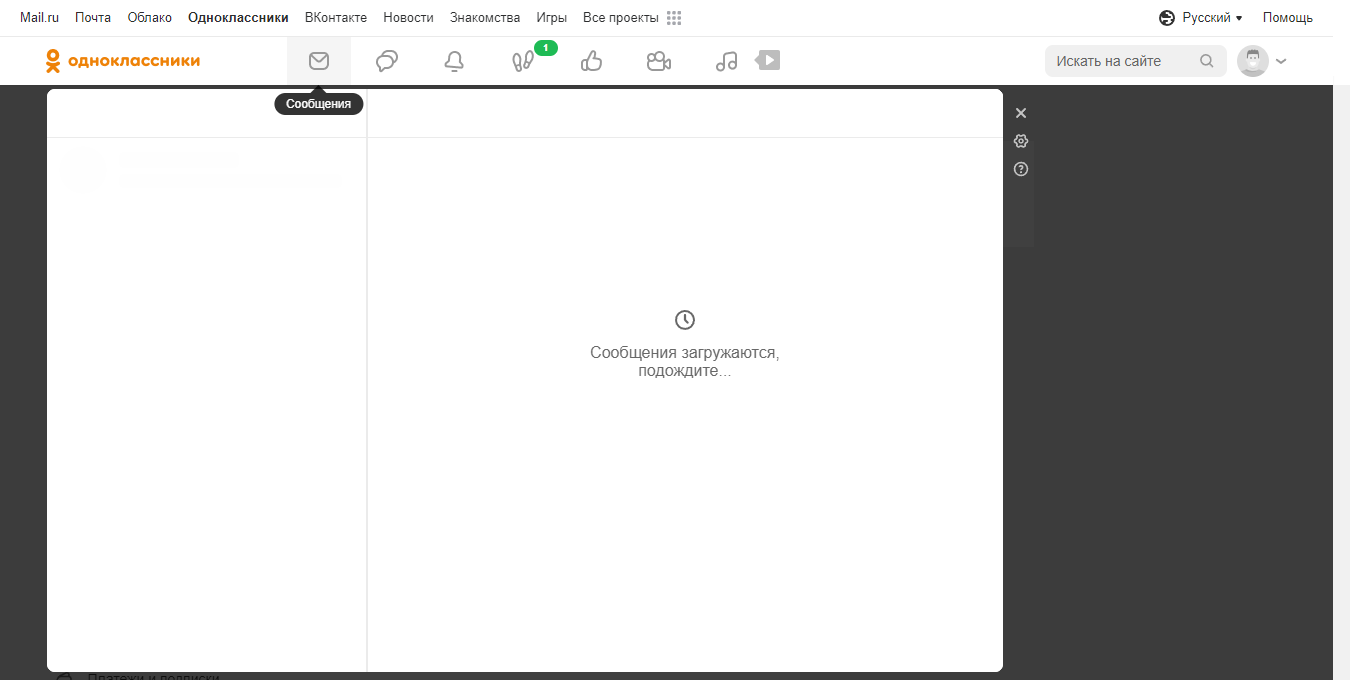 Mail.ru Почта Облако Одноклассники ВКонтакте Новости Знакомства Игры Все проекты Русский Помощь
одноклассники 1 Искать на сайте
Сообщения
Сообщения загружаются,
подождите...
Платежи и подписки